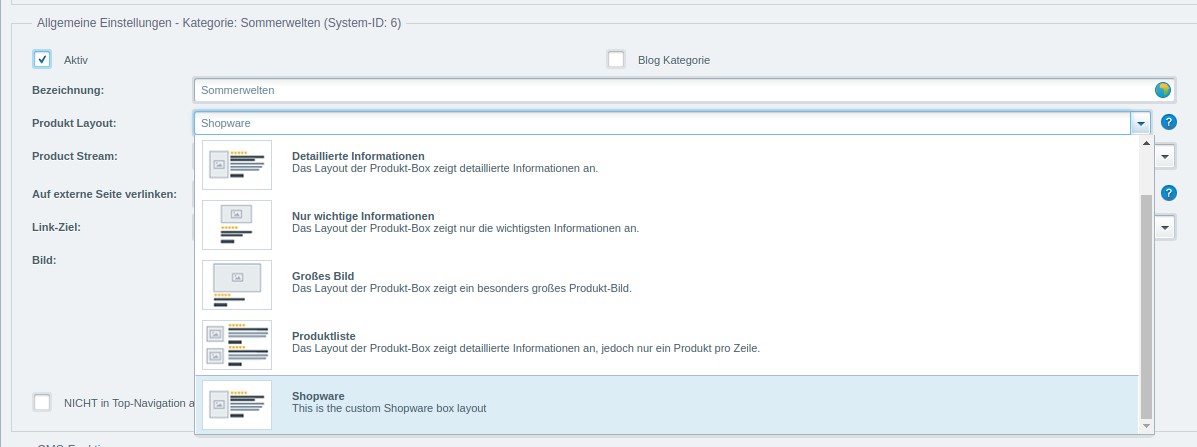 Allgemeine Einstellungen - Kategorie: Sommerwelten (System-ID: 6)
Aktiv
Blog Kategorie
Bezeichnung:
Sommerwelten
Produkt Layout:
Shopware
?
Product Stream:
Detaillierte Informationen
Das Layout der Produkt-Box zeigt detaillierte Informationen an.
Auf externe Seite verlinken:
?
Nur wichtige Informationen
Das Layout der Produkt-Box zeigt nur die wichtigsten Informationen an.
Link-Ziel:
Bild:
Großes Bild
Das Layout der Produkt-Box zeigt ein besonders großes Produkt-Bild.
Produktliste
Das Layout der Produkt-Box zeigt detaillierte Informationen an, jedoch nur ein Produkt pro Zeile.
Shopware
This is the custom Shopware box layout
NICHT in Top-Navigation a